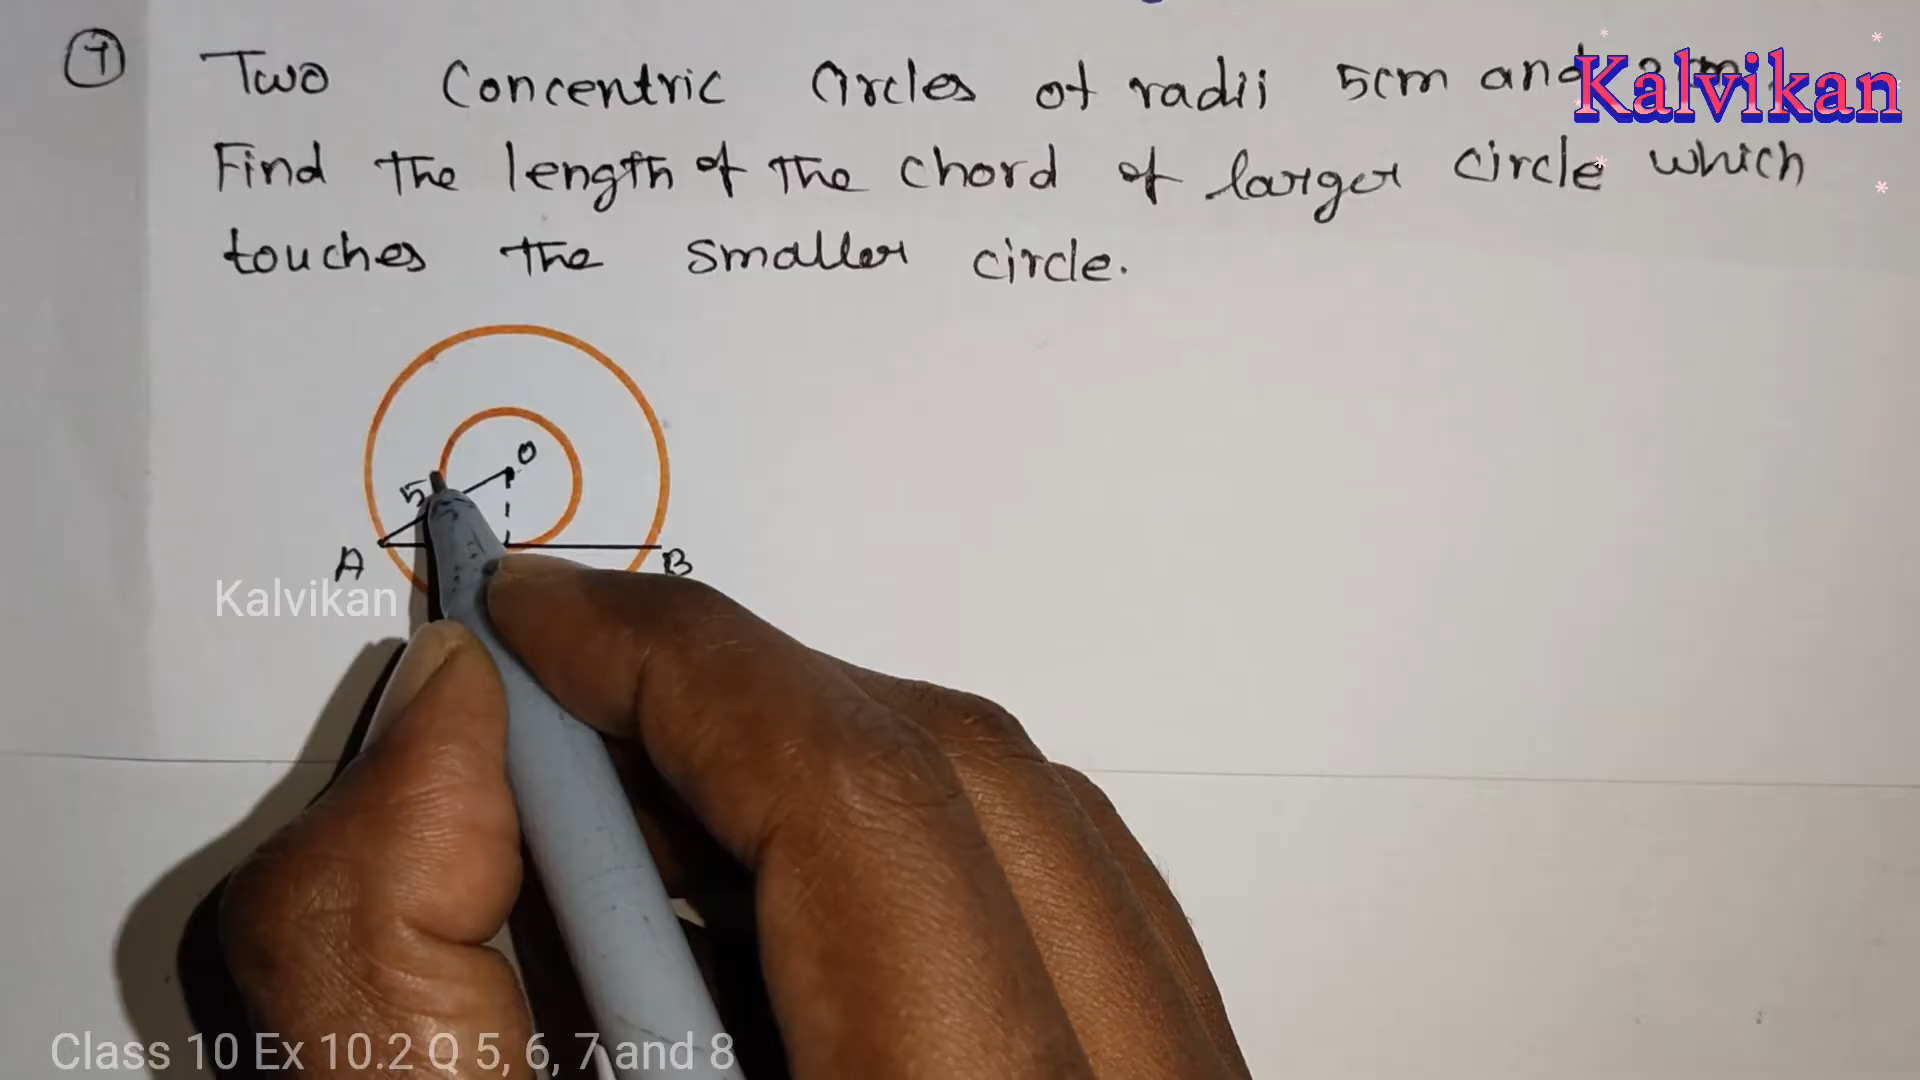 7
Two Concentric Circles of radii 5cm and
Kalvikan
Find the length of the chord of larger circle which
touches the smaller circle.
O
5
A
B
Kalvikan
Class 10 Ex 10.2 Q 5, 6, 7 and 8